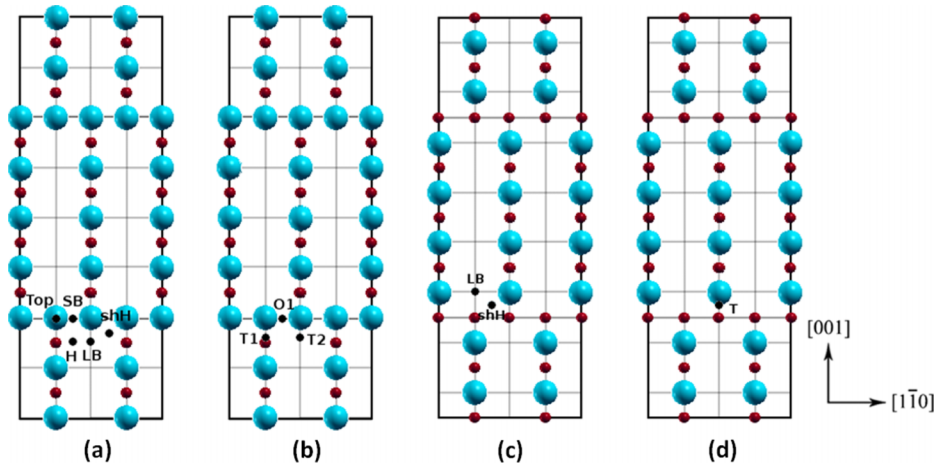 Top SB
shH
H LB
O1
T1 T2
LB
shH
T
[001]
[11̅0]
(a) (b) (c) (d)